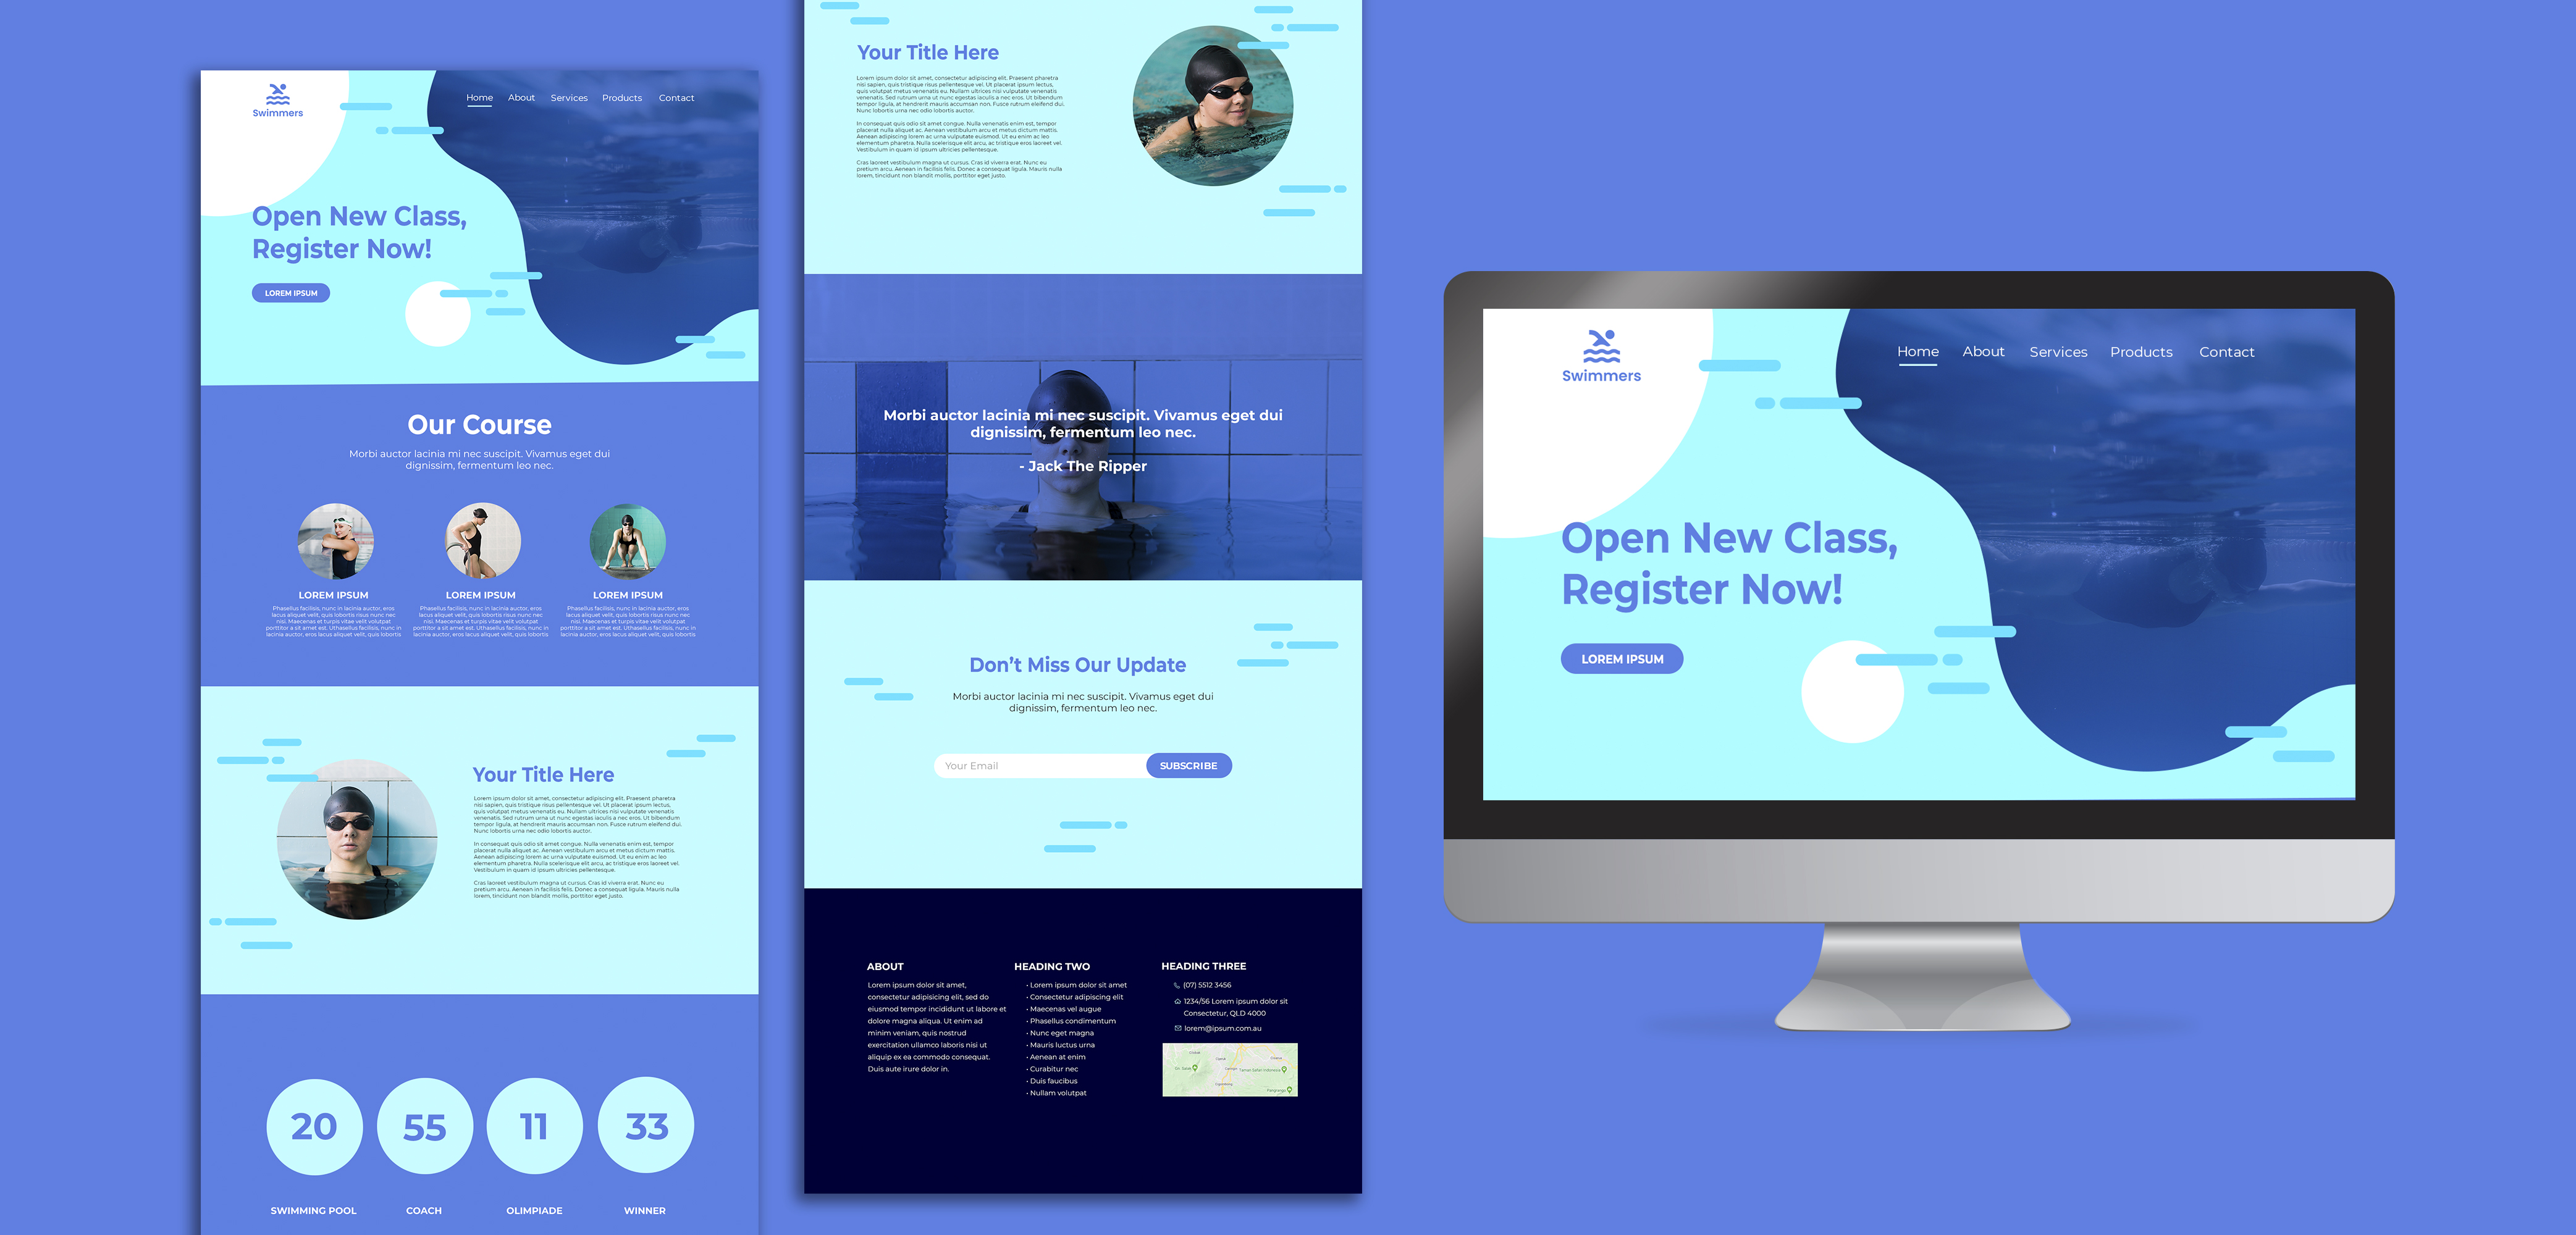 Swimmers
Home About Services Products Contact
Open New Class,
Register Now!
LOREM IPSUM
Our Course
Morbi auctor lacinia mi nec suscipit. Vivamus eget dui
dignissim, fermentum leo nec.
LOREM IPSUM
Phasellus facilisis, nunc in lacinia auctor, eros
lacus aliquet velit, quis lobortis risus nunc nec
nisi. Maecenas et turpis vitae velit volutpat
porttitor a sit amet est. Uthasellus facilisis, nunc in
lacinia auctor, eros lacus aliquet velit, quis lobortis
LOREM IPSUM
Phasellus facilisis, nunc in lacinia auctor, eros
lacus aliquet velit, quis lobortis risus nunc nec
nisi. Maecenas et turpis vitae velit volutpat
porttitor a sit amet est. Uthasellus facilisis, nunc in
lacinia auctor, eros lacus aliquet velit, quis lobortis
LOREM IPSUM
Phasellus facilisis, nunc in lacinia auctor, eros
lacus aliquet velit, quis lobortis risus nunc nec
nisi. Maecenas et turpis vitae velit volutpat
porttitor a sit amet est. Uthasellus facilisis, nunc in
lacinia auctor, eros lacus aliquet velit, quis lobortis
Your Title Here
Lorem ipsum dolor sit amet, consectetur adipiscing elit. Praesent pharetra
nisi sapien, quis tristique risus pellentesque vel. Ut placerat ipsum lectus,
quis volutpat metus venenatis eu. Nullam ultrices nisi vulputate venenatis
venenatis. Sed rutrum urna ut nunc egestas iaculis a nec eros. Ut bibendum
tempor ligula, at hendrerit mauris accumsan non. Fusce rutrum eleifend dui.
Nunc lobortis urna nec odio lobortis auctor.
In consequat quis odio sit amet congue. Nulla venenatis enim est, tempor
placerat nulla aliquet ac. Aenean vestibulum arcu et metus dictum mattis.
Aenean adipiscing lorem ac urna vulputate euismod. Ut eu enim ac leo
elementum pharetra. Nulla scelerisque elit arcu, ac tristique eros laoreet vel.
Vestibulum in quam id ipsum ultricies pellentesque.
Cras laoreet vestibulum magna ut cursus. Cras id viverra erat. Nunc eu
pretium arcu. Aenean in facilisis felis. Donec a consequat ligula. Mauris nulla
lorem, tincidunt non blandit mollis, porttitor eget justo.
20 55 11 33
SWIMMING POOL COACH OLIMPIADE WINNER
Your Title Here
Lorem ipsum dolor sit amet, consectetur adipiscing elit. Praesent pharetra
nisi sapien, quis tristique risus pellentesque vel. Ut placerat ipsum lectus,
quis volutpat metus venenatis eu. Nullam ultrices nisi vulputate venenatis
venenatis. Sed rutrum urna ut nunc egestas iaculis a nec eros. Ut bibendum
tempor ligula, at hendrerit mauris accumsan non. Fusce rutrum eleifend dui.
Nunc lobortis urna nec odio lobortis auctor.
In consequat quis odio sit amet congue. Nulla venenatis enim est, tempor
placerat nulla aliquet ac. Aenean vestibulum arcu et metus dictum mattis.
Aenean adipiscing lorem ac urna vulputate euismod. Ut eu enim ac leo
elementum pharetra. Nulla scelerisque elit arcu, ac tristique eros laoreet vel.
Vestibulum in quam id ipsum ultricies pellentesque.
Cras laoreet vestibulum magna ut cursus. Cras id viverra erat. Nunc eu
pretium arcu. Aenean in facilisis felis. Donec a consequat ligula. Mauris nulla
lorem, tincidunt non blandit mollis, porttitor eget justo.
Morbi auctor lacinia mi nec suscipit. Vivamus eget dui
dignissim, fermentum leo nec.
- Jack The Ripper
Don’t Miss Our Update
Morbi auctor lacinia mi nec suscipit. Vivamus eget dui
dignissim, fermentum leo nec.
Your Email SUBSCRIBE
ABOUT
Lorem ipsum dolor sit amet,
consectetur adipisicing elit, sed do
eiusmod tempor incididunt ut labore et
dolore magna aliqua. Ut enim ad
minim veniam, quis nostrud
exercitation ullamco laboris nisi ut
aliquip ex ea commodo consequat.
Duis aute irure dolor in.
HEADING TWO
• Lorem ipsum dolor sit amet
• Consectetur adipiscing elit
• Maecenas vel augue
• Phasellus condimentum
• Nunc eget magna
• Mauris luctus urna
• Aenean at enim
• Curabitur nec
• Duis faucibus
• Nullam volutpat
HEADING THREE
(07) 5512 3456
1234/56 Lorem ipsum dolor sit
Consectetur, QLD 4000
lorem@ipsum.com.au
Swimmers
Home About Services Products Contact
Open New Class,
Register Now!
LOREM IPSUM